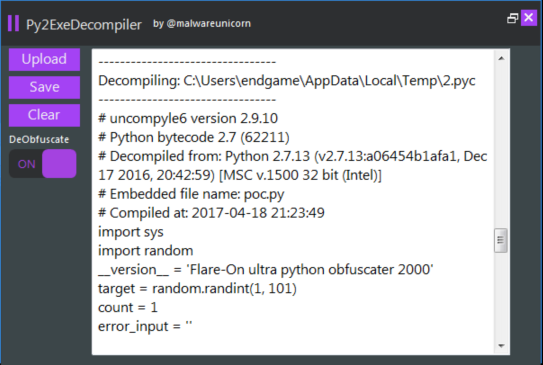 Py2ExeDecompiler by @malwareunicorn
Upload
Save
Clear
DeObfuscate
ON
---------------------------------
Decompiling: C:\Users\endgame\AppData\Local\Temp\2.pyc
---------------------------------
# uncompyle6 version 2.9.10
# Python bytecode 2.7 (62211)
# Decompiled from: Python 2.7.13 (v2.7.13:a06454b1afa1, Dec
17 2016, 20:42:59) [MSC v.1500 32 bit (Intel)]
# Embedded file name: poc.py
# Compiled at: 2017-04-18 21:23:49
import sys
import random
__version__ = 'Flare-On ultra python obfuscater 2000'
target = random.randint(1, 101)
count = 1
error_input = ''